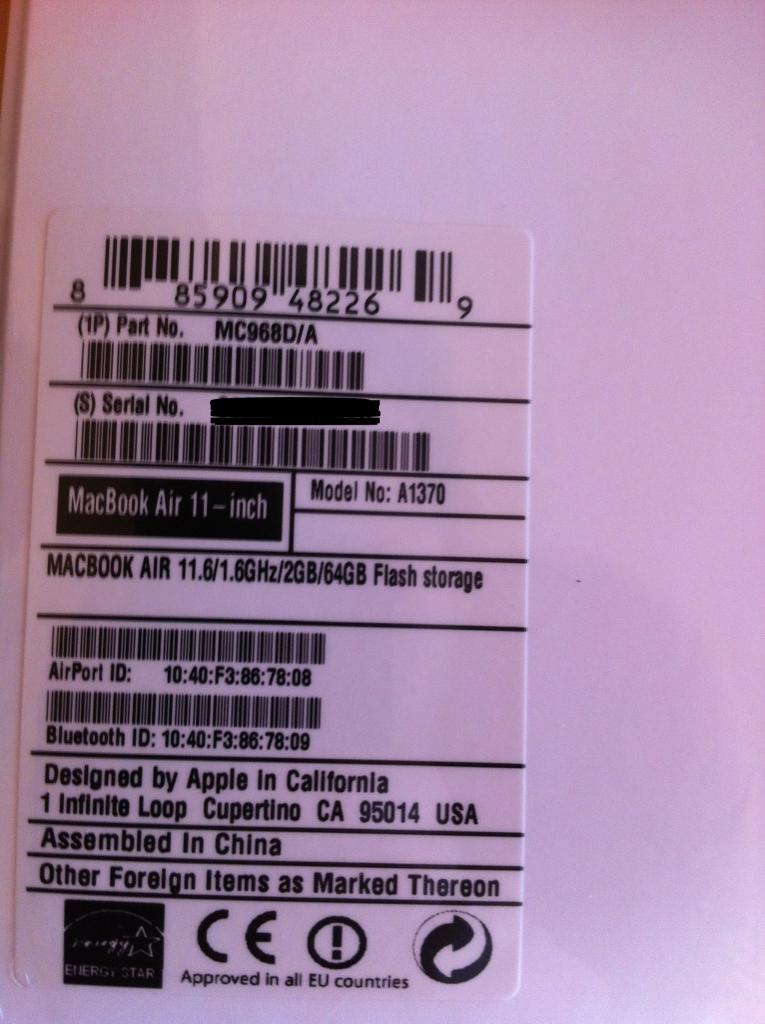 8 85909 48226 9
(1P) Part No. MC968D/A
(S) Serial No.
MacBook Air 11-inch
Model No: A1370
MACBOOK AIR 11.6/1.6GHz/2GB/64GB Flash storage
AirPort ID: 10:40:F3:86:78:08
Bluetooth ID: 10:40:F3:86:78:09
Designed by Apple in California
1 Infinite Loop Cupertino CA 95014 USA
Assembled In China
Other Foreign Items as Marked Thereon
ENERGY STAR
CE
Approved in all EU countries